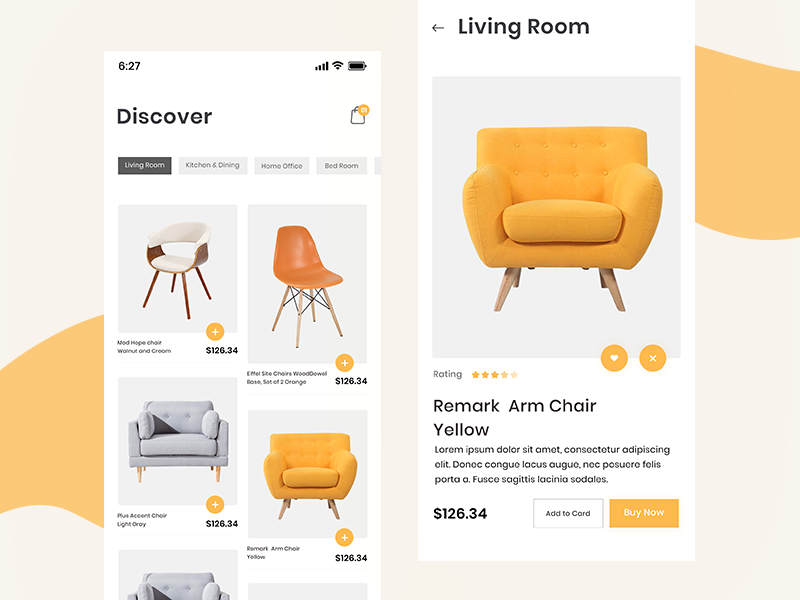 6:27
Discover
Living Room
Kitchen & Dining
Home Office
Bed Room
Mod Hope chair
Walnut and Cream
$126.34
Eiffel Site Chairs WoodDowel
Base, Set of 2 Orange
$126.34
Plus Accent Chair
Light Gray
$126.34
Remark Arm Chair
Yellow
$126.34
← Living Room
Rating
Remark Arm Chair
Yellow
Lorem ipsum dolor sit amet, consectetur adipiscing
elit. Donec congue lacus augue, nec posuere felis
porta a. Fusce sagittis lacinia sodales.
$126.34
Add to Card
Buy Now